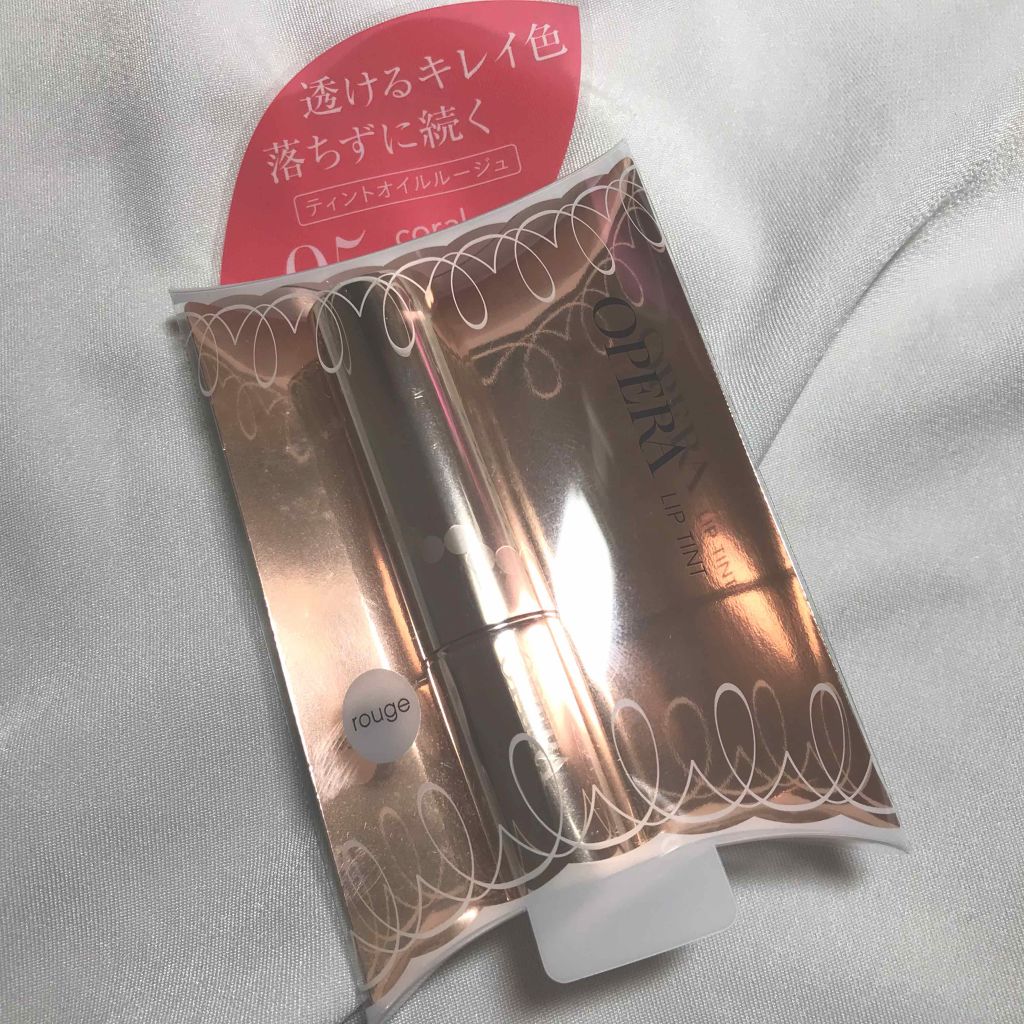 透けるキレイ色
落ちずに続く
ティントオイルルージュ
05 coral
OPERA LIP TINT
rouge